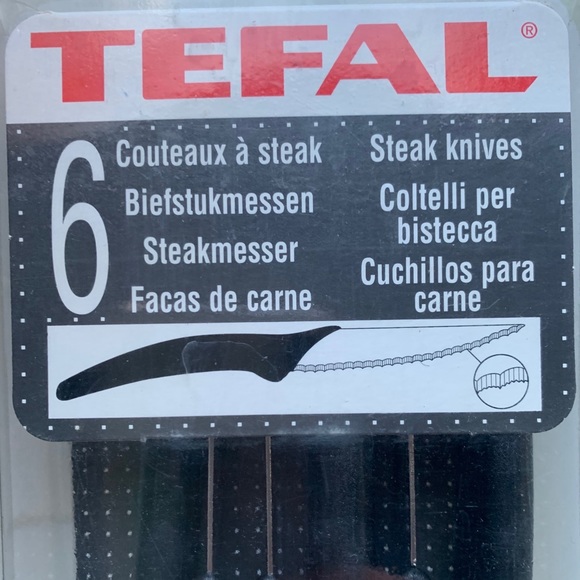 TEFAL®
6
Couteaux à steak
Biefstukmessen
Steakmesser
Facas de carne
Steak knives
Coltelli per
bistecca
Cuchillos para
carne